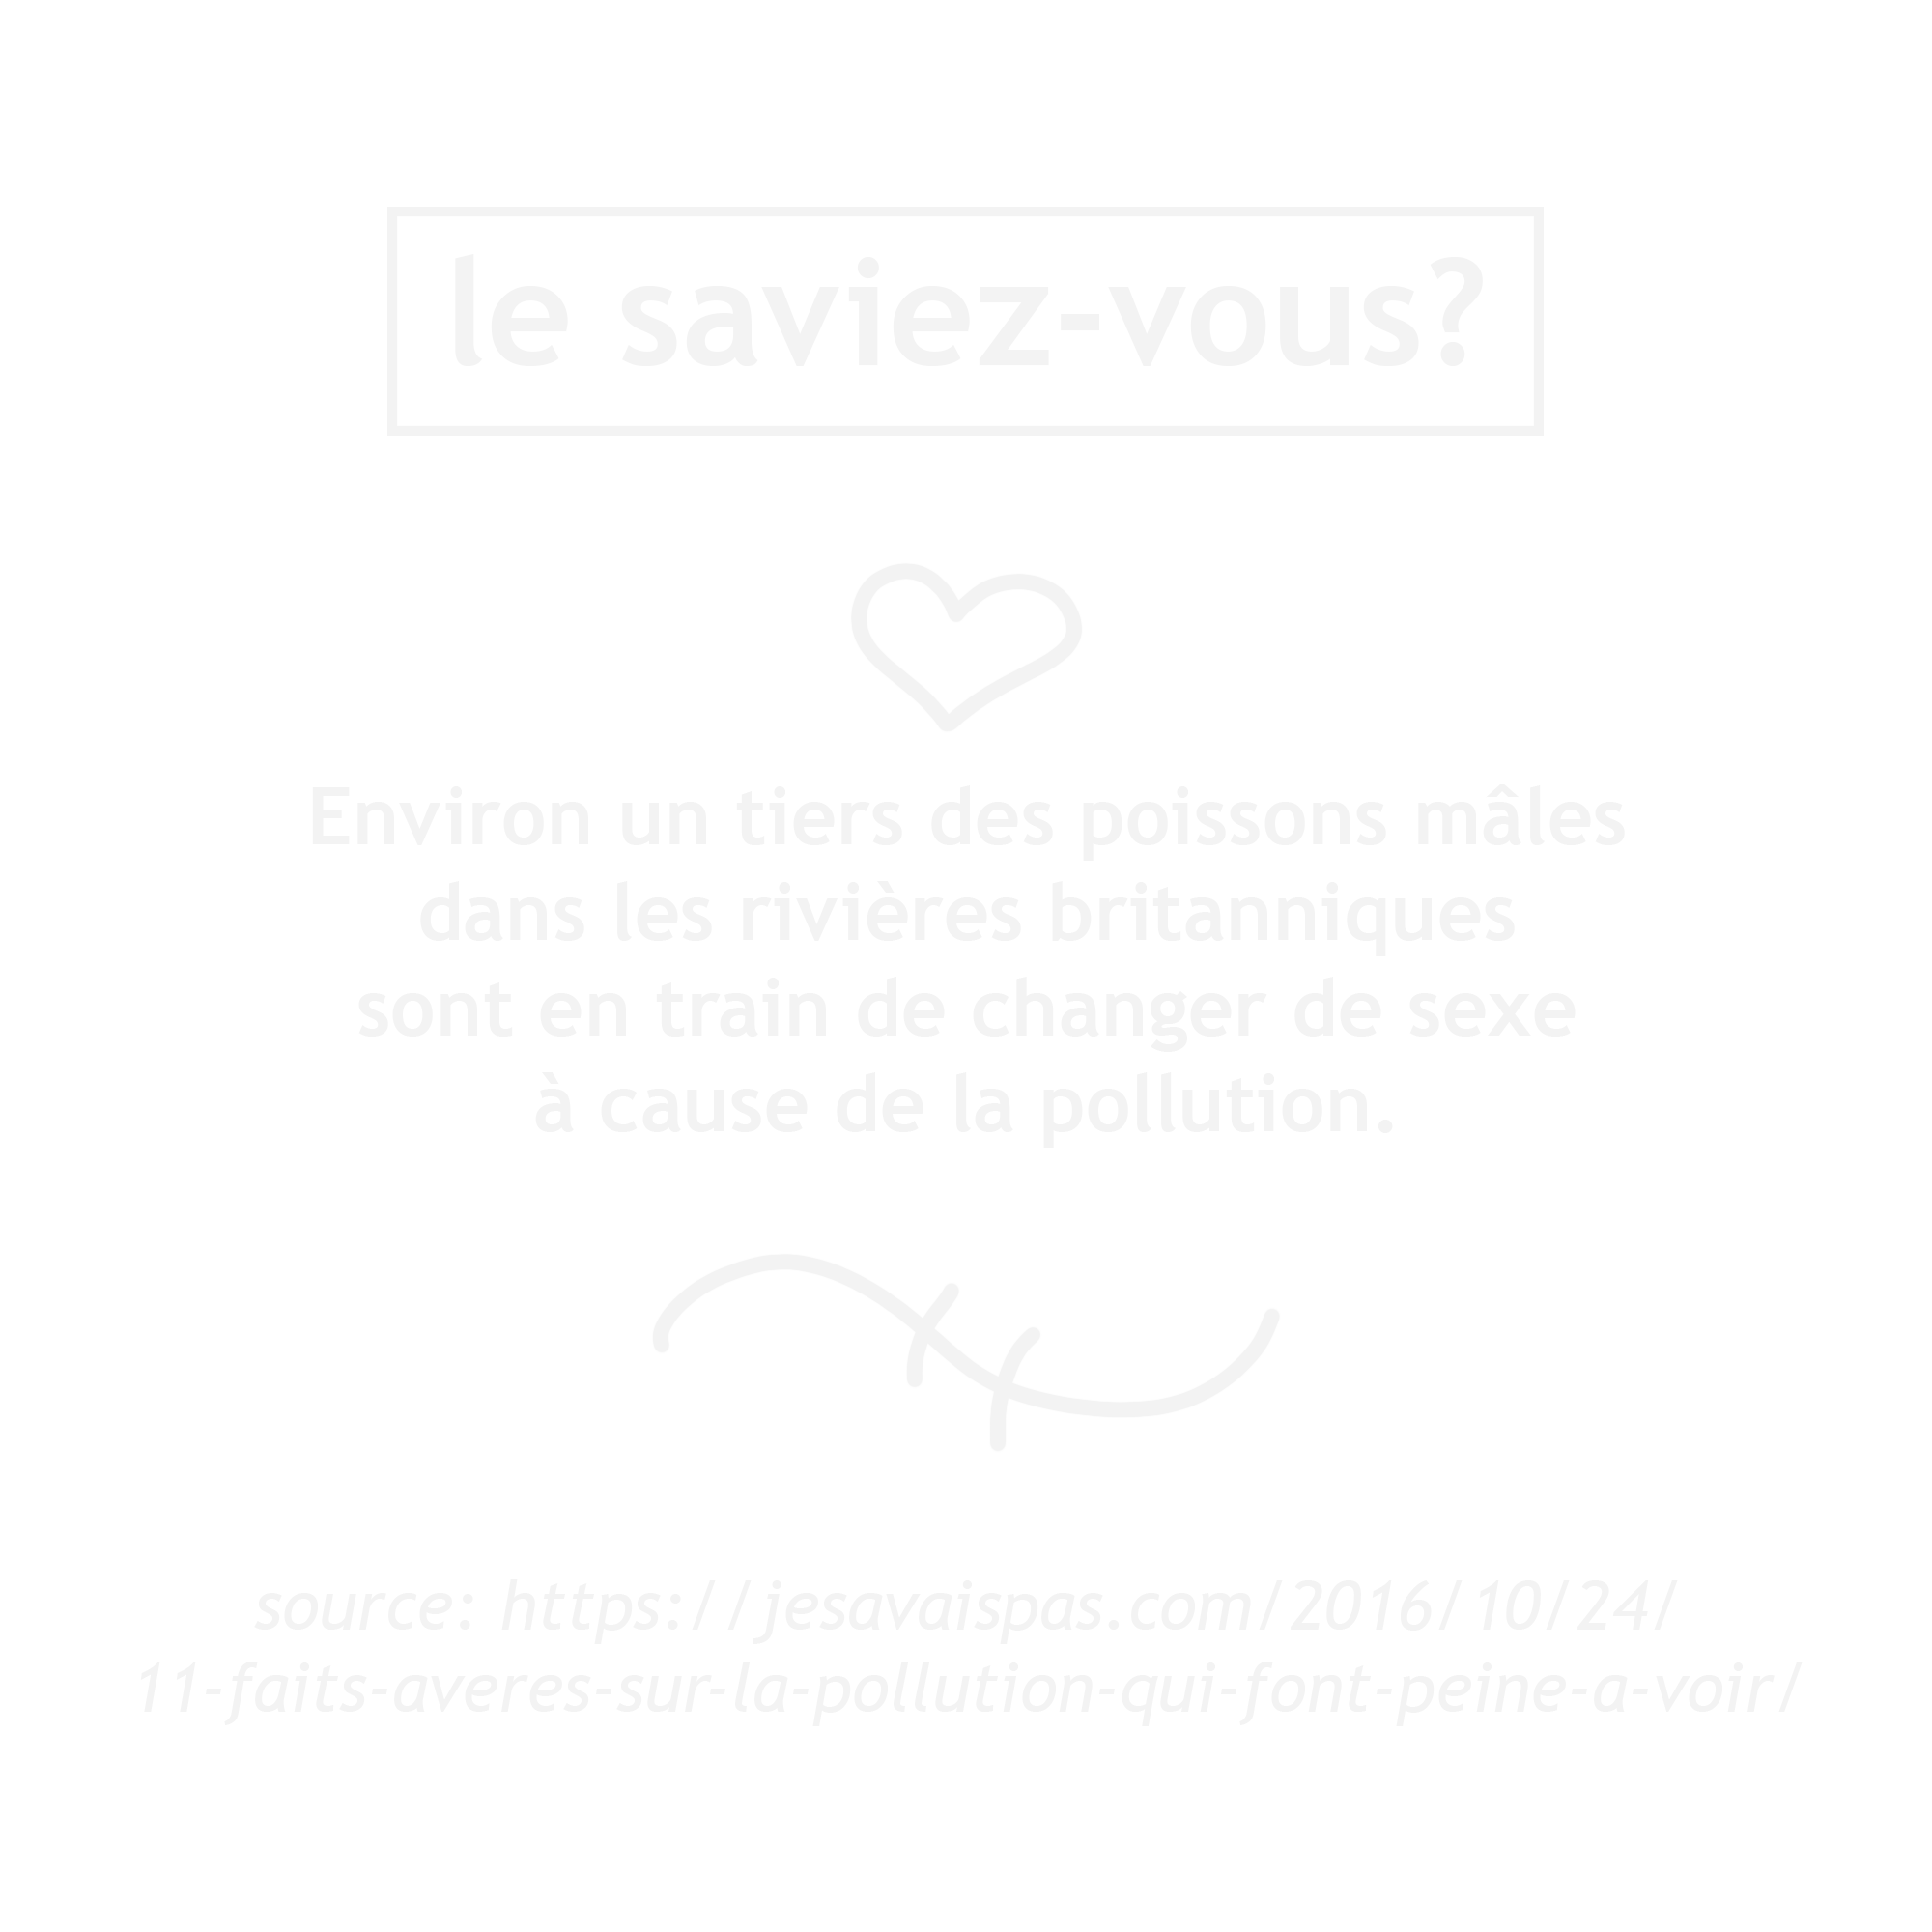 le saviez-vous?
Environ un tiers des poissons mâles
dans les rivières britanniques
sont en train de changer de sexe
à cause de la pollution.
source: https://jesavaispas.com/2016/10/24/
11-faits-averes-sur-la-pollution-qui-font-peine-a-voir/